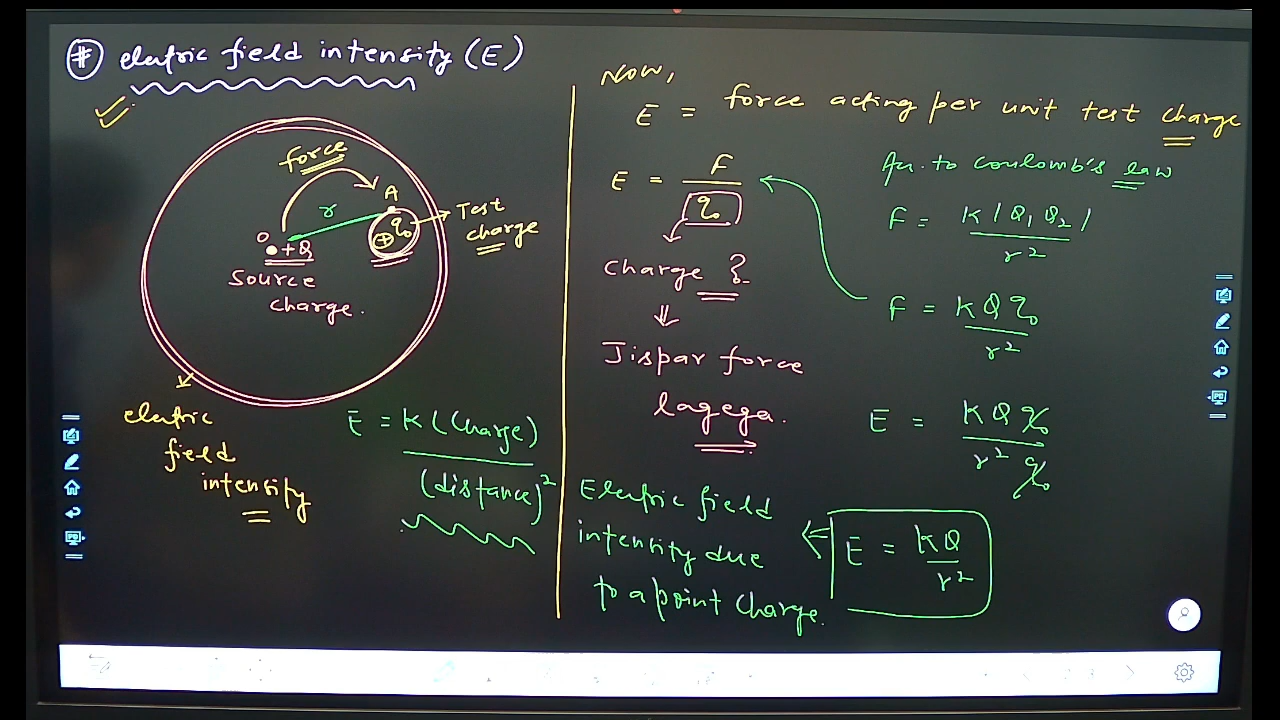 # electric field intensity (E)
force
A
r
q₀
Test
charge
O
+Q
Source
charge.
electric
field
intensity
E = K (Charge)
(distance)²
Now,
E = force acting per unit test charge
E = F
q₀
charge ?
⇓
Jispar force
lagega.
Electric field
intensity due
to a point charge.
Acc. to Coulomb's law
F = K |Q₁ Q₂|
r²
F = K Q q₀
r²
E = K Q q₀
r² q₀
E = KQ
r²